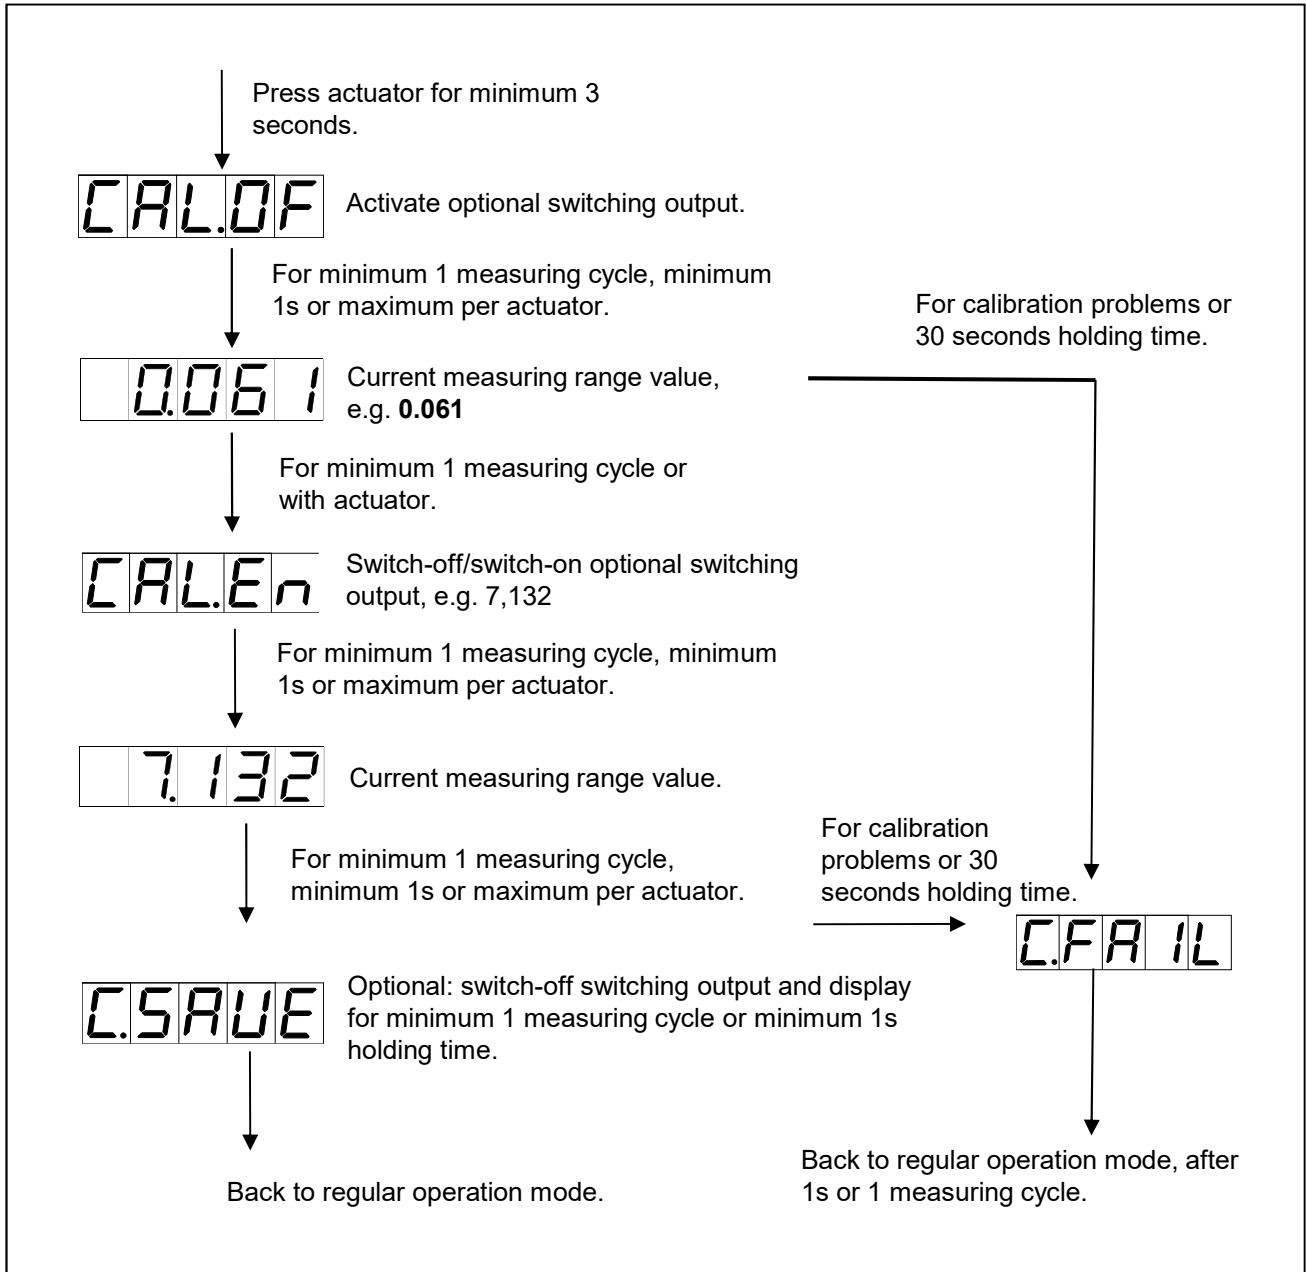 Press actuator for minimum 3
seconds.
CAL.OF
Activate optional switching output.
For minimum 1 measuring cycle, minimum
1s or maximum per actuator.
For calibration problems or
30 seconds holding time.
0.061
Current measuring range value,
e.g. 0.061
For minimum 1 measuring cycle or
with actuator.
CAL.En
Switch-off/switch-on optional switching
output, e.g. 7,132
For minimum 1 measuring cycle, minimum
1s or maximum per actuator.
7.132
Current measuring range value.
For minimum 1 measuring cycle,
minimum 1s or maximum per actuator.
For calibration
problems or 30
seconds holding time.
C.FAIL
C.SAVE
Optional: switch-off switching output and display
for minimum 1 measuring cycle or minimum 1s
holding time.
Back to regular operation mode.
Back to regular operation mode, after
1s or 1 measuring cycle.